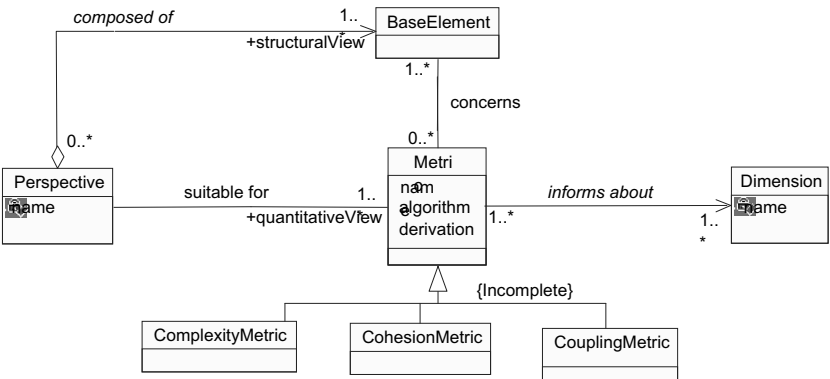 composed of
1..
*
+structuralView
BaseElement
1..*
concerns
0..*
0..*
Perspective
name
suitable for
1..
*
+quantitativeView
Metri
c
nam
e
algorithm
derivation
informs about
1..*
1..
*
Dimension
name
{Incomplete}
ComplexityMetric
CohesionMetric
CouplingMetric